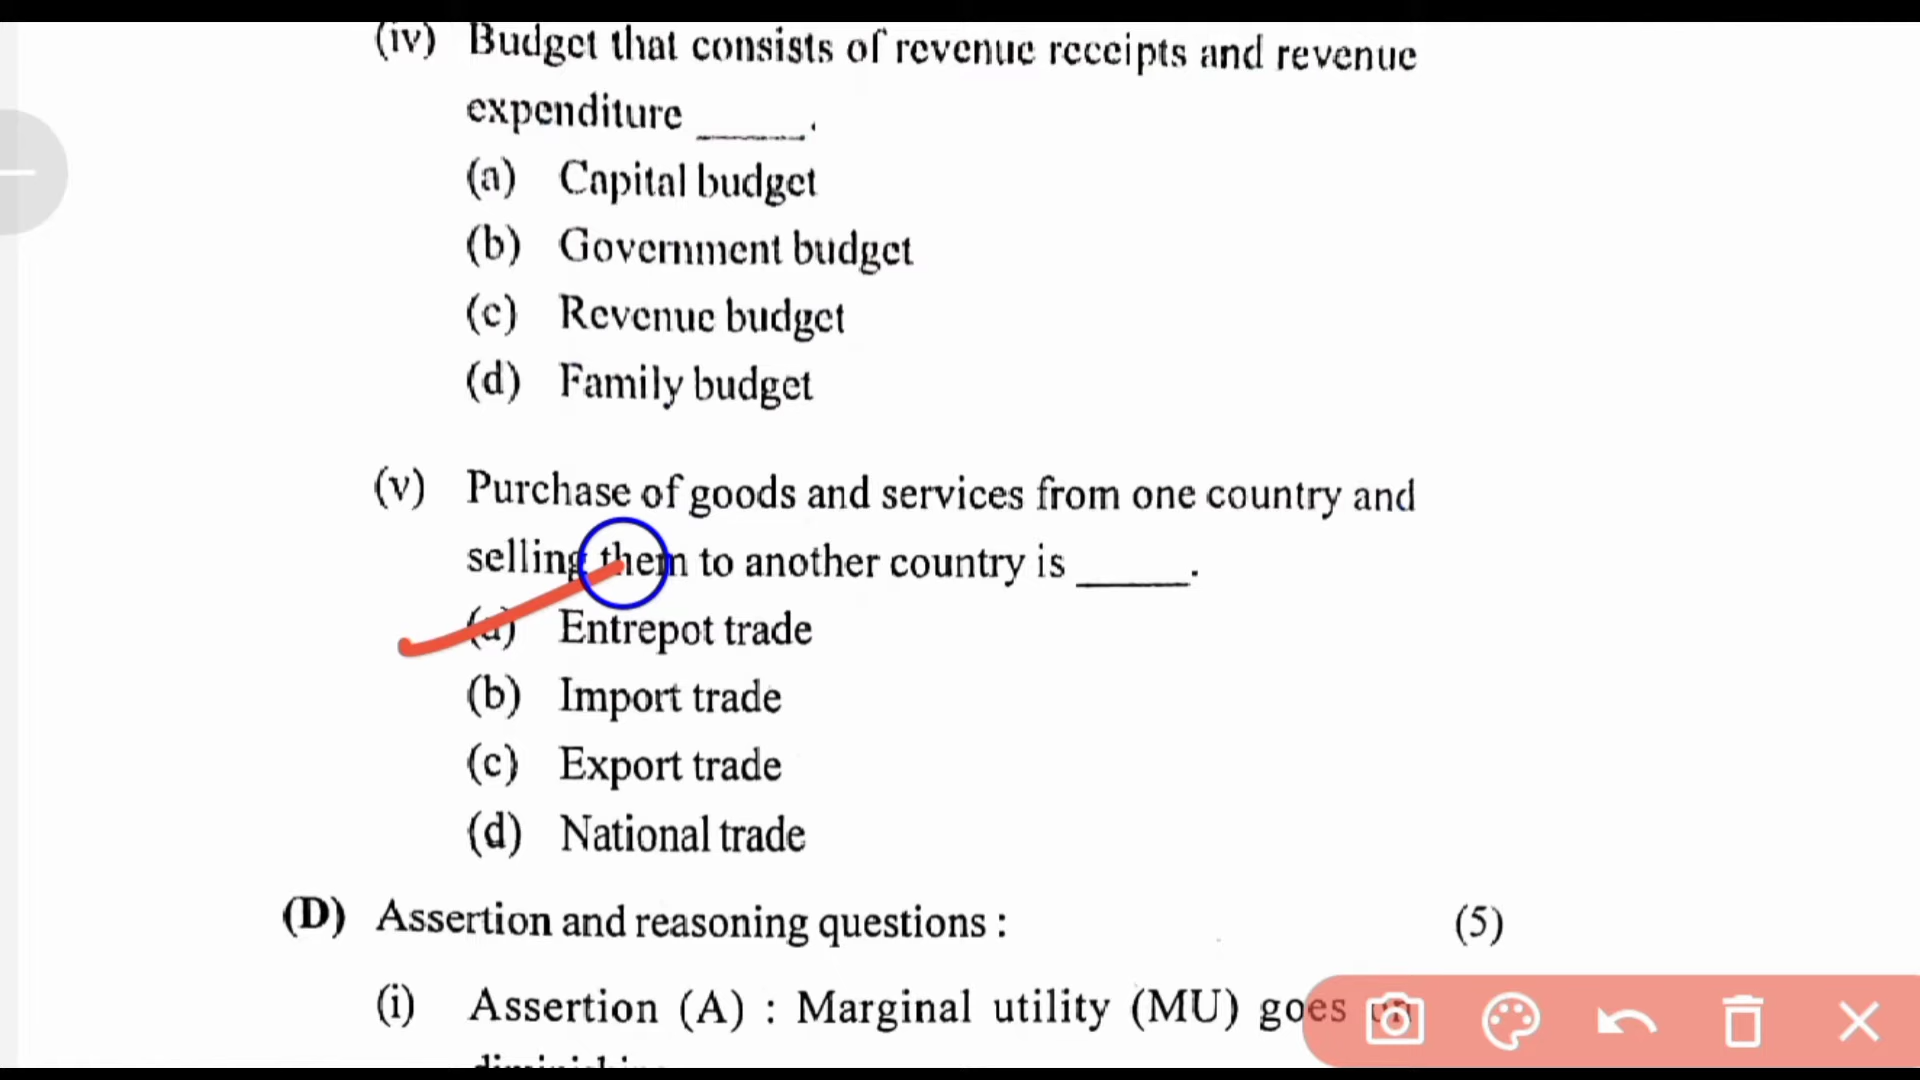 (iv) Budget that consists of revenue receipts and revenue
expenditure _____.
(a) Capital budget
(b) Government budget
(c) Revenue budget
(d) Family budget
(v) Purchase of goods and services from one country and
selling them to another country is _____.
(a) Entrepot trade
(b) Import trade
(c) Export trade
(d) National trade
(D) Assertion and reasoning questions : (5)
(i) Assertion (A) : Marginal utility (MU) goes on